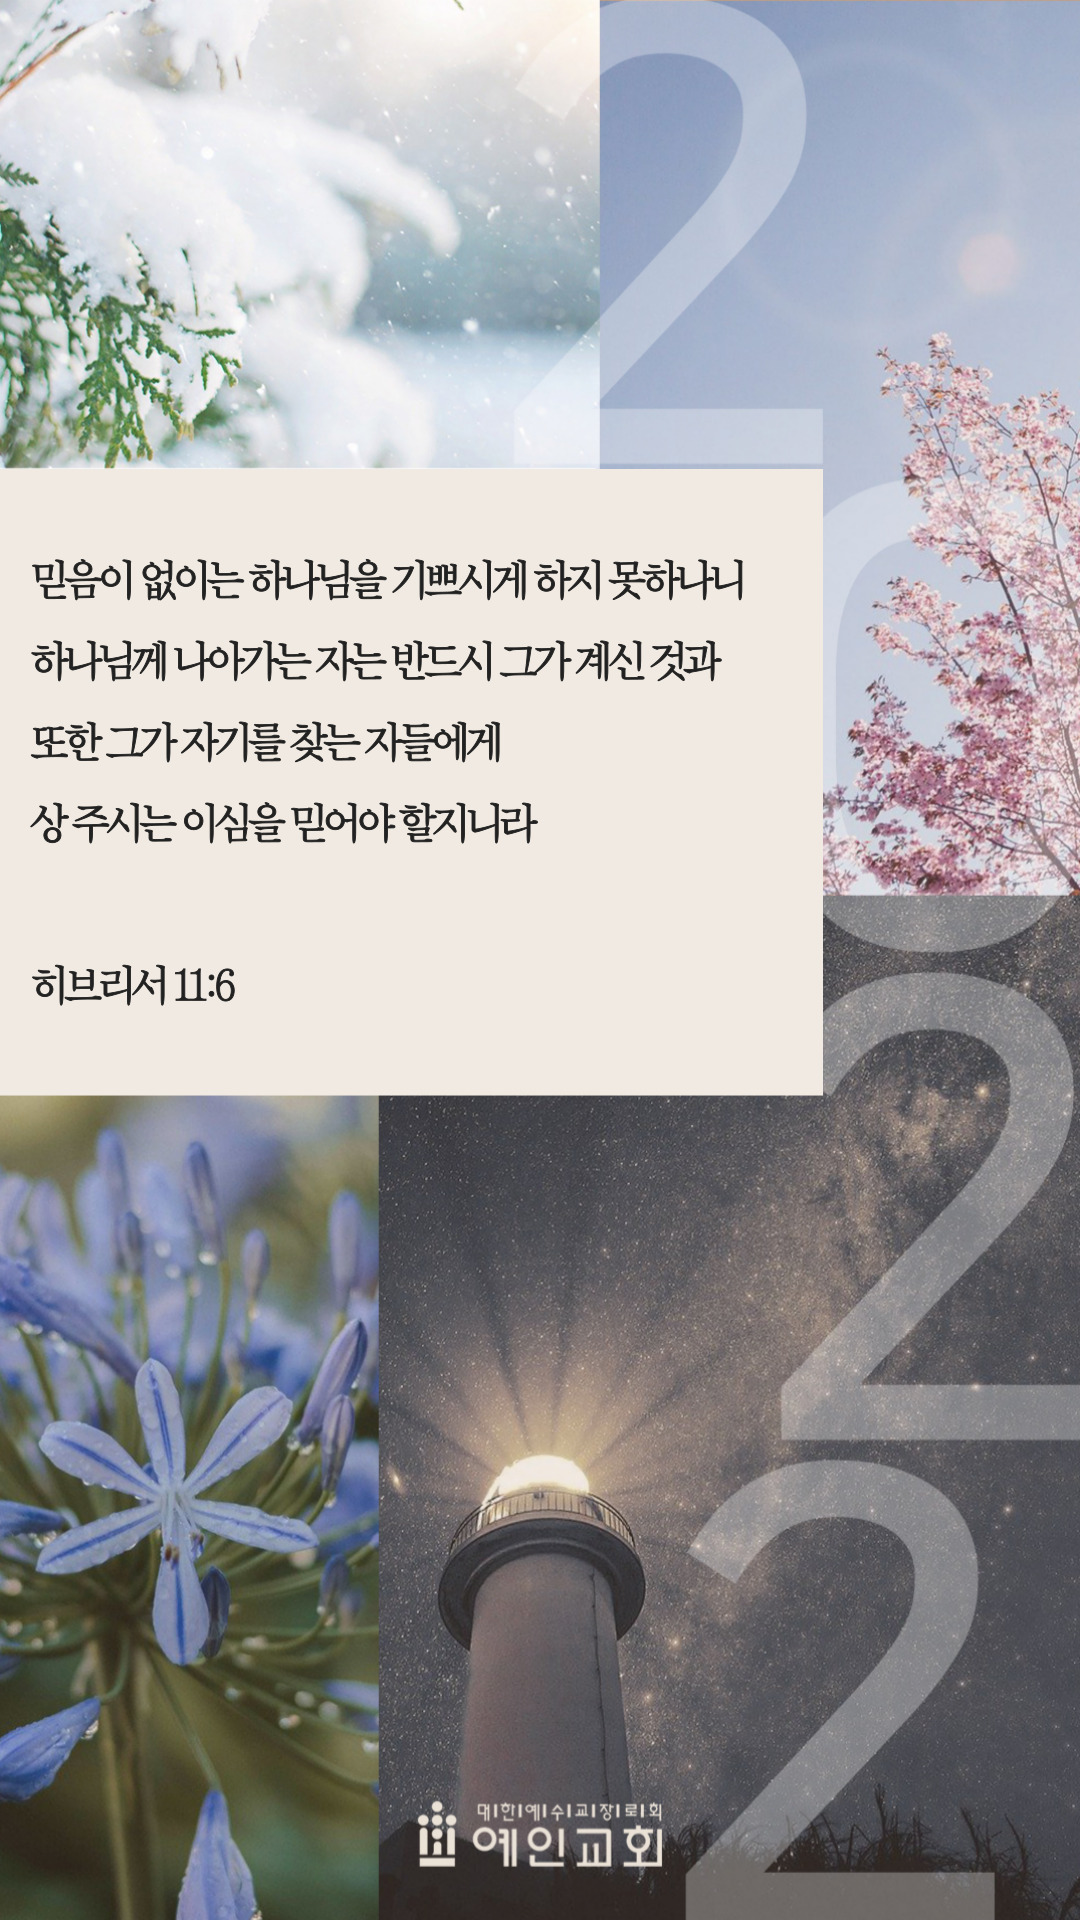 믿음이 없이는 하나님을 기쁘시게 하지 못하나니
하나님께 나아가는 자는 반드시 그가 계신 것과
또한 그가 자기를 찾는 자들에게
상 주시는 이심을 믿어야 할지니라
히브리서 11:6
2
0
2
2
대한예수교장로회
예인교회